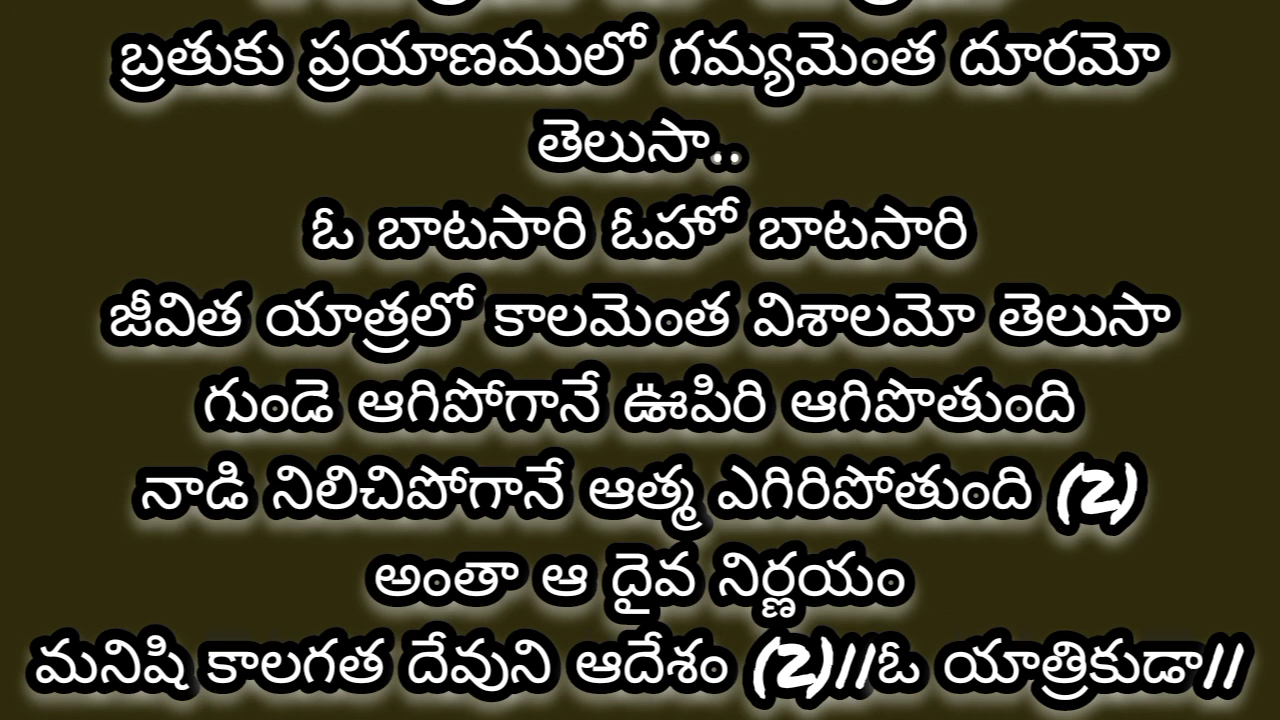 బ్రతుకు ప్రయాణములో గమ్యమెంత దూరమో
తెలుసా..
ఓ బాటసారి ఓహో బాటసారి
జీవిత యాత్రలో కాలమెంత విశాలమో తెలుసా
గుండె ఆగిపోగానే ఊపిరి ఆగిపొతుంది
నాడి నిలిచిపోగానే ఆత్మ ఎగిరిపోతుంది (2)
అంతా ఆ దైవ నిర్ణయం
మనిషి కాలగత దేవుని ఆదేశం (2)//ఓ యాత్రికుడా//